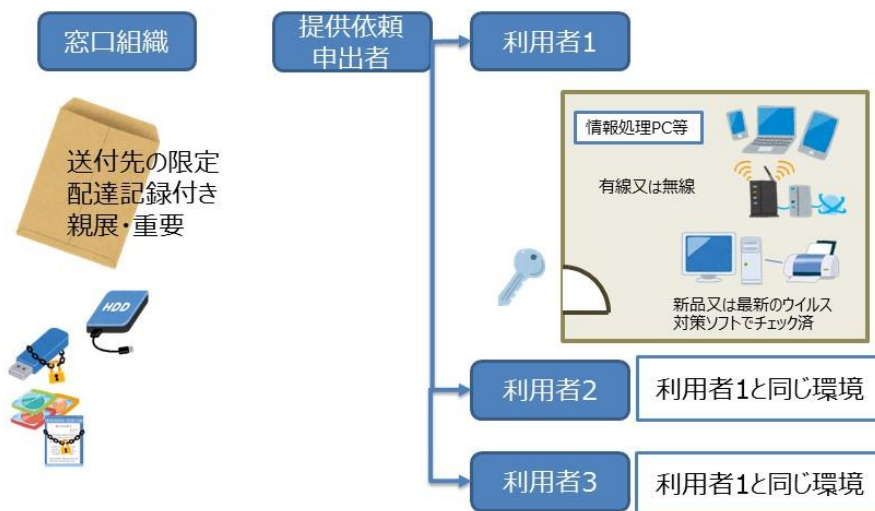 窓口組織
提供依頼
申出者
利用者1
送付先の限定
配達記録付き
親展・重要
情報処理PC等
有線又は無線
新品又は最新のウイルス
対策ソフトでチェック済
HDD
利用者2
利用者1と同じ環境
利用者3
利用者1と同じ環境